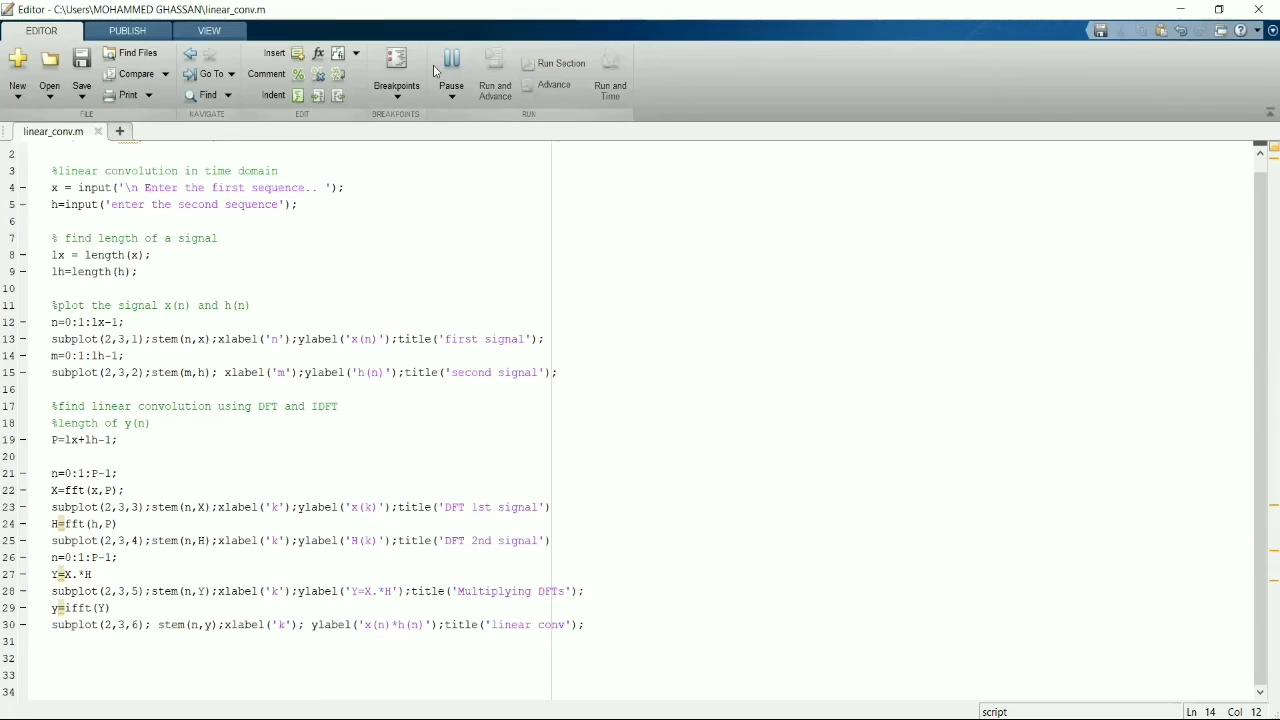 Editor - C:\Users\MOHAMMED GHASSAN\linear_conv.m
EDITOR PUBLISH VIEW
New Open Save Find Files Compare Print Go To Find Insert Comment Indent Breakpoints Pause Run and Advance Run Section Advance Run and Time
FILE NAVIGATE EDIT BREAKPOINTS RUN
linear_conv.m
2
3 %linear convolution in time domain
4 x = input('\n Enter the first sequence.. ');
5 h=input('enter the second sequence');
6
7 % find length of a signal
8 lx = length(x);
9 lh=length(h);
10
11 %plot the signal x(n) and h(n)
12 n=0:1:lx-1;
13 subplot(2,3,1);stem(n,x);xlabel('n');ylabel('x(n)');title('first signal');
14 m=0:1:lh-1;
15 subplot(2,3,2);stem(m,h); xlabel('m');ylabel('h(n)');title('second signal');
16
17 %find linear convolution using DFT and IDFT
18 %length of y(n)
19 P=lx+lh-1;
20
21 n=0:1:P-1;
22 X=fft(x,P);
23 subplot(2,3,3);stem(n,X);xlabel('k');ylabel('x(k)');title('DFT 1st signal')
24 H=fft(h,P)
25 subplot(2,3,4);stem(n,H);xlabel('k');ylabel('H(k)');title('DFT 2nd signal')
26 n=0:1:P-1;
27 Y=X.*H
28 subplot(2,3,5);stem(n,Y);xlabel('k');ylabel('Y=X.*H');title('Multiplying DFTs');
29 y=ifft(Y)
30 subplot(2,3,6); stem(n,y);xlabel('k'); ylabel('x(n)*h(n)');title('linear conv');
31
32
33
34
script Ln 14 Col 12